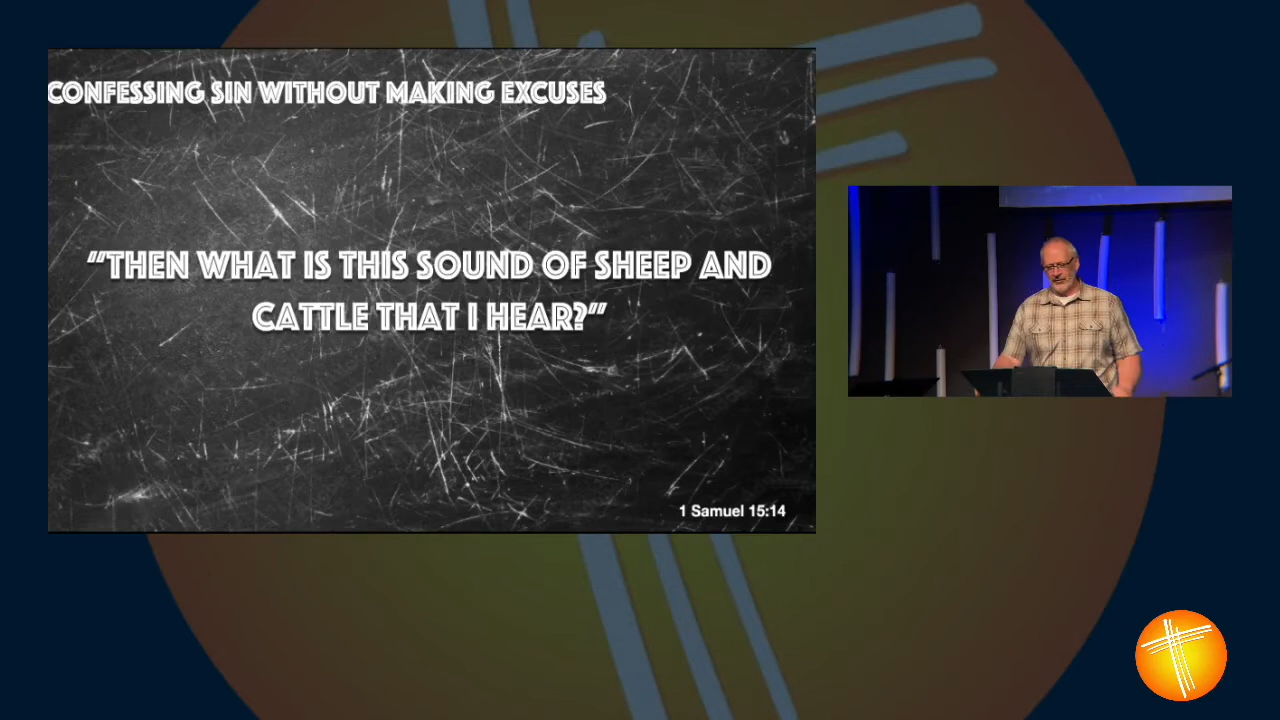 CONFESSING SIN WITHOUT MAKING EXCUSES
"THEN WHAT IS THIS SOUND OF SHEEP AND
CATTLE THAT I HEAR?"
1 Samuel 15:14